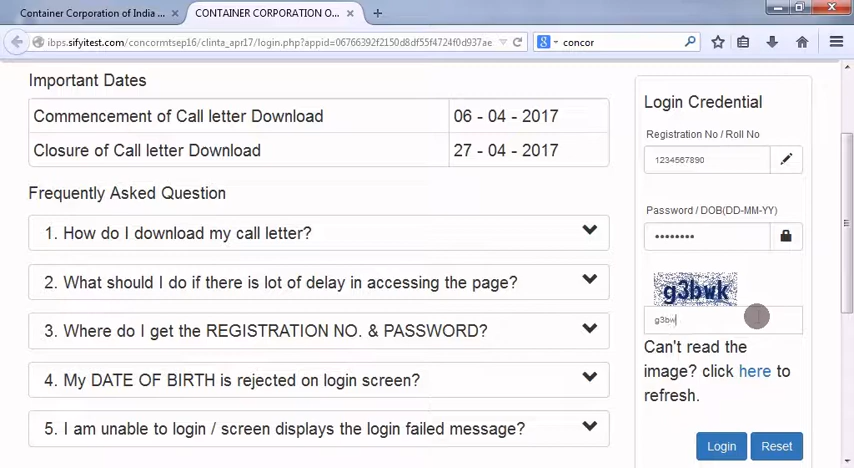 Container Corporation of India ...
CONTAINER CORPORATION O...
ibps.sifyitest.com/concormtsep16/clinta_apr17/login.php?appid=06766392f2150d8df55f4724f0d937ae
concor
Important Dates
Commencement of Call letter Download 06 - 04 - 2017
Closure of Call letter Download 27 - 04 - 2017
Frequently Asked Question
1. How do I download my call letter?
2. What should I do if there is lot of delay in accessing the page?
3. Where do I get the REGISTRATION NO. & PASSWORD?
4. My DATE OF BIRTH is rejected on login screen?
5. I am unable to login / screen displays the login failed message?
Login Credential
Registration No / Roll No
1234567890
Password / DOB(DD-MM-YY)
••••••••
g3bwk
g3bw
Can't read the
image? click here to
refresh.
Login Reset